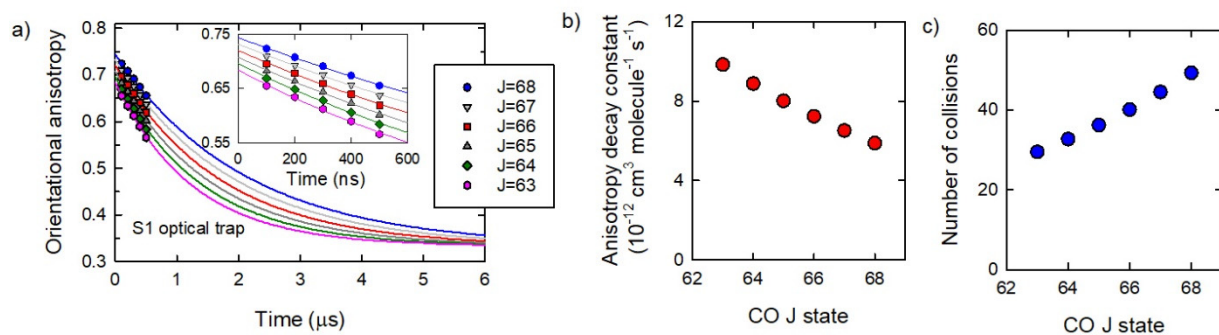 a)
Orientational anisotropy
0.8
0.7
0.6
0.5
0.4
0.3
0 1 2 3 4 5 6
Time (μs)
S1 optical trap
0.75
0.65
0.55
0 200 400 600
Time (ns)
J=68
J=67
J=66
J=65
J=64
J=63
b)
Anisotropy decay constant
(10⁻¹² cm³ molecule⁻¹ s⁻¹)
12
8
4
0
62 64 66 68
CO J state
c)
Number of collisions
60
40
20
0
62 64 66 68
CO J state